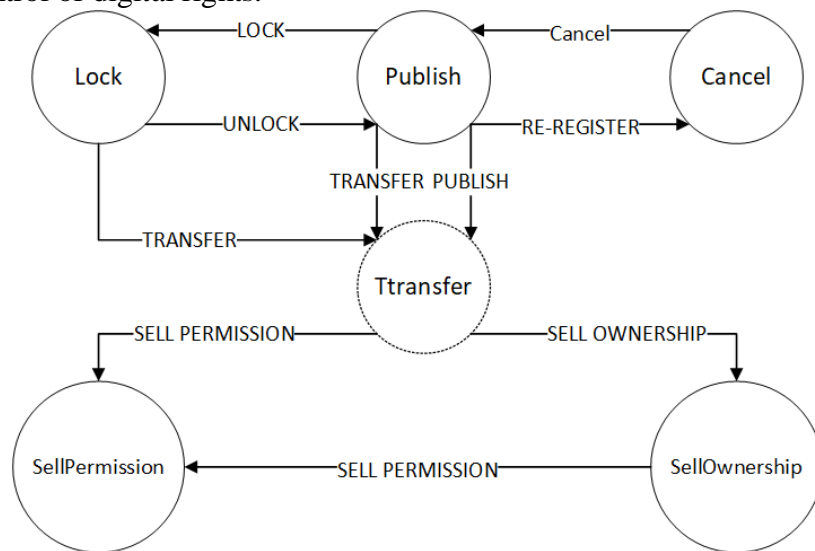 of digital rights.
LOCK
Cancel
Lock
Publish
Cancel
UNLOCK
RE-REGISTER
TRANSFER PUBLISH
TRANSFER
Ttransfer
SELL PERMISSION
SELL OWNERSHIP
SellPermission
SELL PERMISSION
SellOwnership